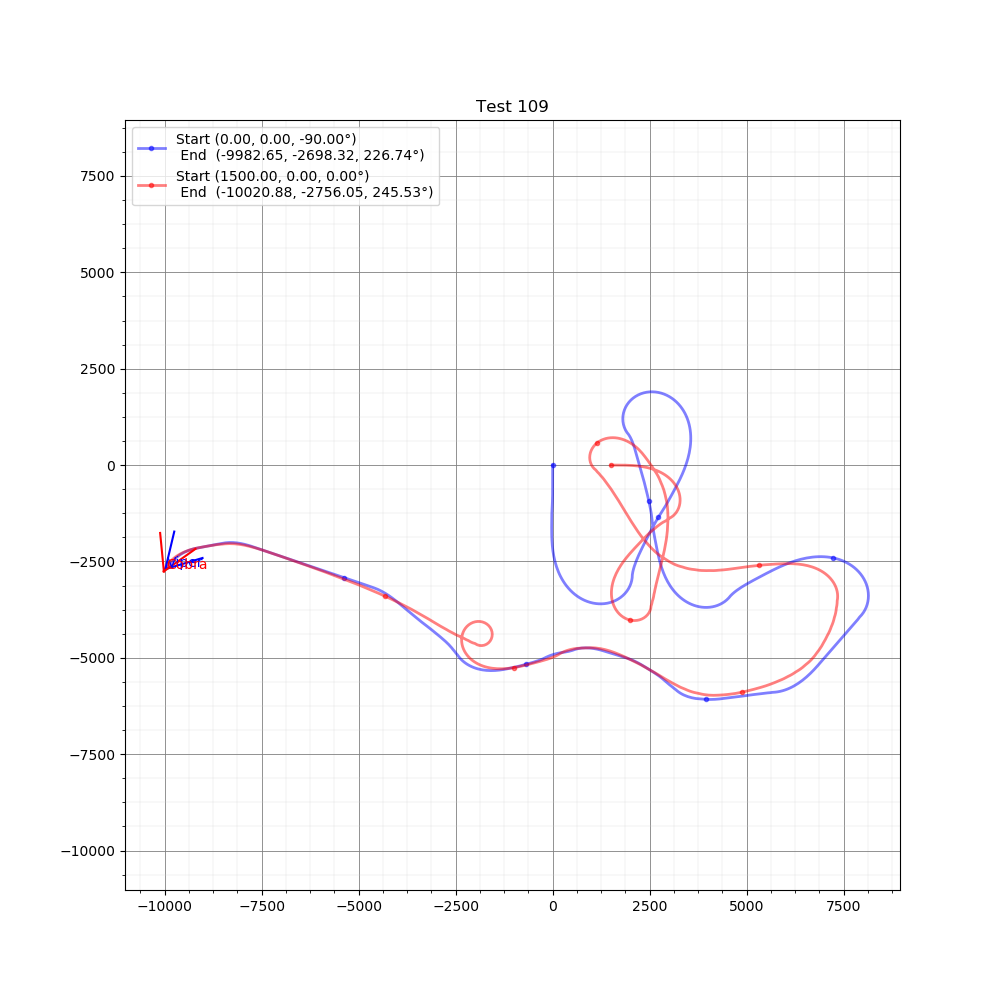 Test 109
Start (0.00, 0.00, -90.00°)
End (-9982.65, -2698.32, 226.74°)
Start (1500.00, 0.00, 0.00°)
End (-10020.88, -2756.05, 245.53°)
7500
5000
2500
0
−2500
−5000
−7500
−10000
−10000 −7500 −5000 −2500 0 2500 5000 7500